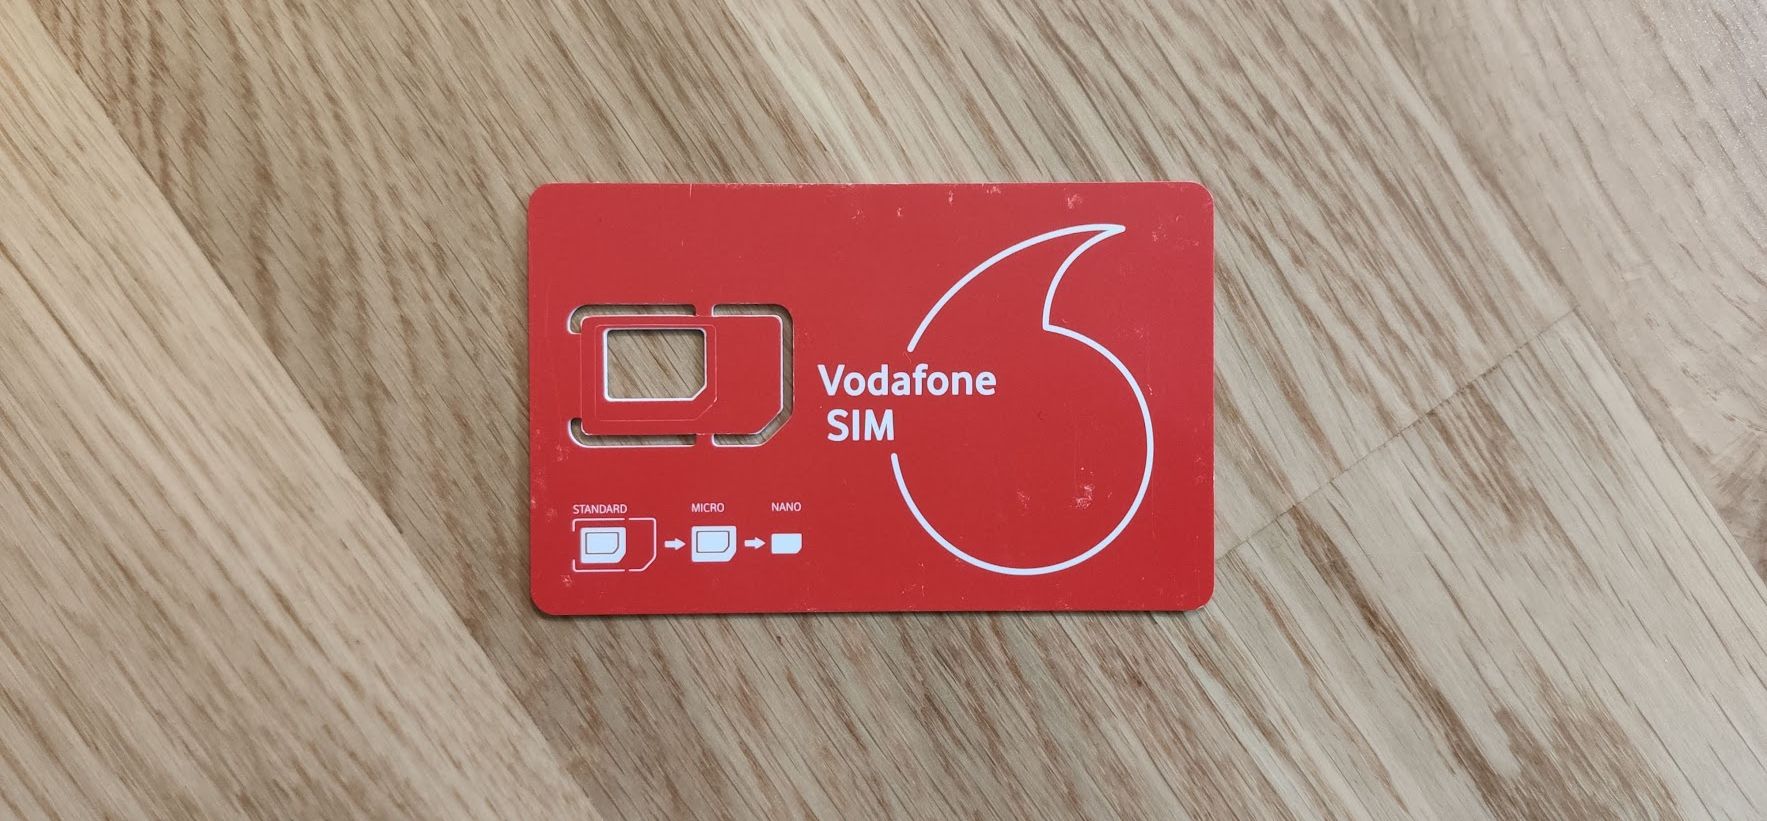 Vodafone
SIM
STANDARD
MICRO
NANO